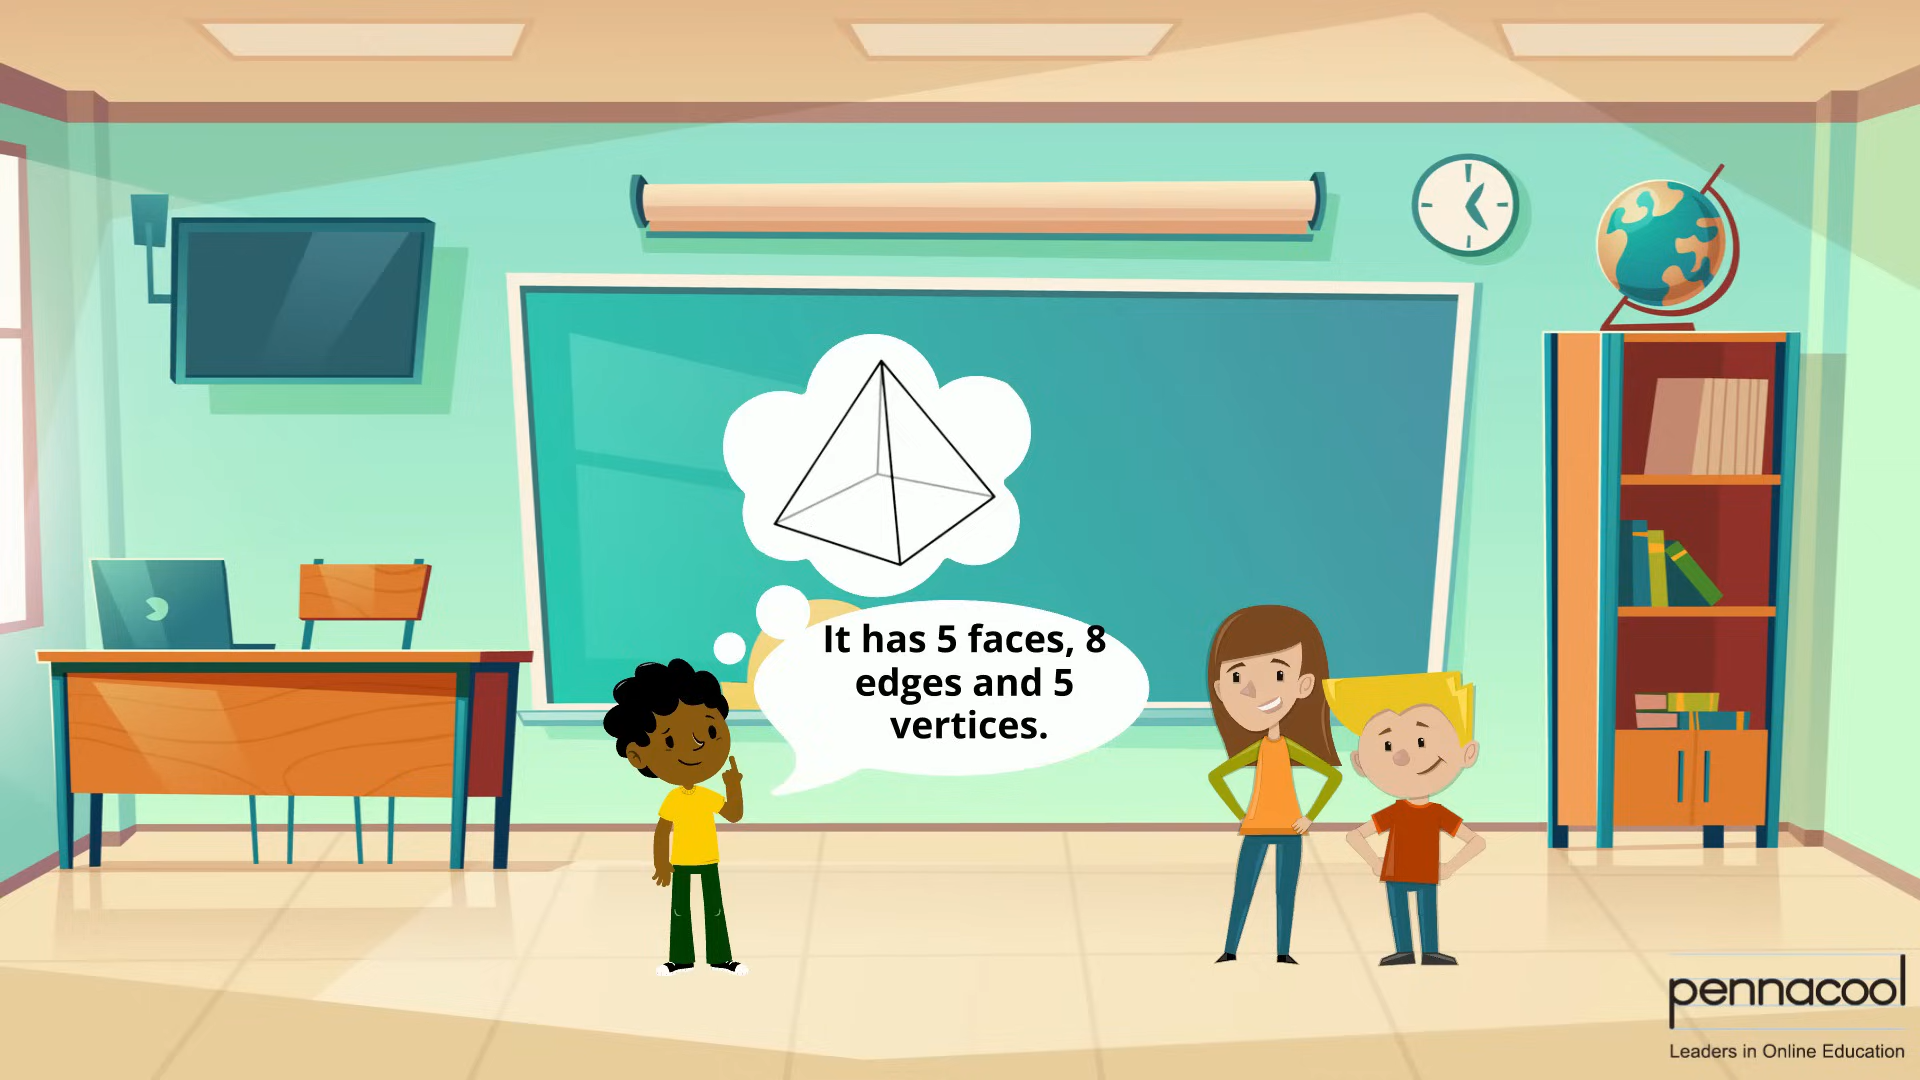 It has 5 faces, 8
edges and 5
vertices.
pennacool
Leaders in Online Education